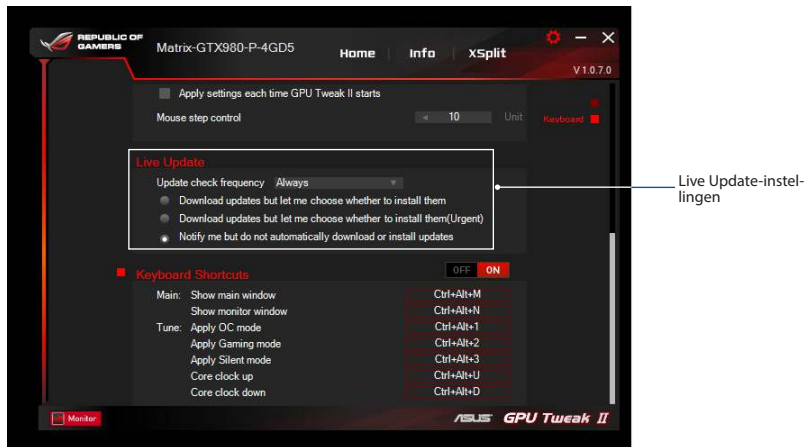 REPUBLIC OF
GAMERS
Matrix-GTX980-P-4GD5
Home Info XSplit
V 1.0.7.0
Apply settings each time GPU Tweak II starts
Mouse step control 10 Unit
Keyboard
Live Update
Update check frequency Always
Download updates but let me choose whether to install them
Download updates but let me choose whether to install them(Urgent)
Notify me but do not automatically download or install updates
Live Update-instel-
lingen
Keyboard Shortcuts OFF ON
Main: Show main window Ctrl+Alt+M
Show monitor window Ctrl+Alt+N
Tune: Apply OC mode Ctrl+Alt+1
Apply Gaming mode Ctrl+Alt+2
Apply Silent mode Ctrl+Alt+3
Core clock up Ctrl+Alt+U
Core clock down Ctrl+Alt+D
Monitor
ASUS GPU Tweak II